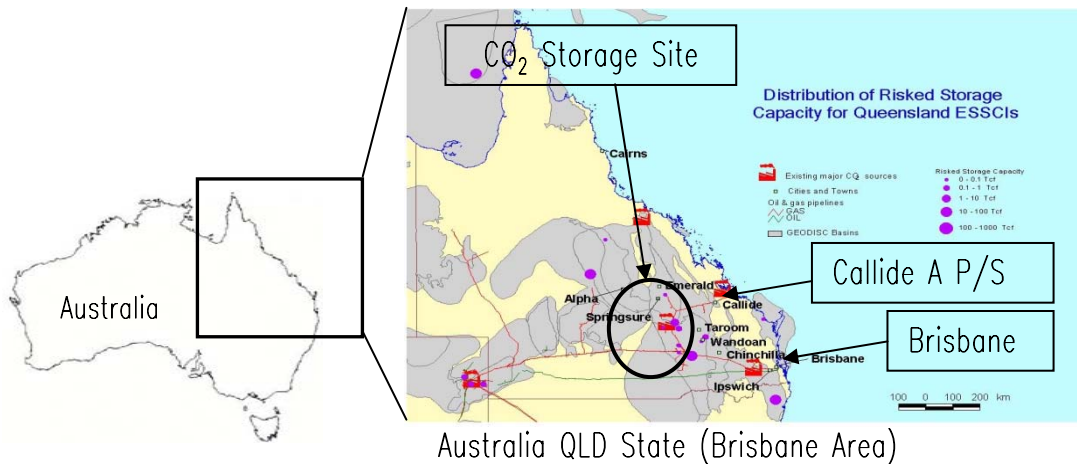 CO₂ Storage Site
Distribution of Risked Storage
Capacity for Queensland ESSCIs
Cairns
Existing major CO₂ sources
Cities and Towns
Oil & gas pipelines
GAS
OIL
GEODISC Basins
Risked Storage Capacity
0 - 0.1 Tcf
0.1 - 1 Tcf
1 - 10 Tcf
10 - 100 Tcf
100 - 1000 Tcf
Callide A P/S
Australia
Emerald
Alpha
Callide
Springsure
Taroom
Wandoan
Chinchilla
Brisbane
Brisbane
Ipswich
100 0 100 200 km
Australia QLD State (Brisbane Area)